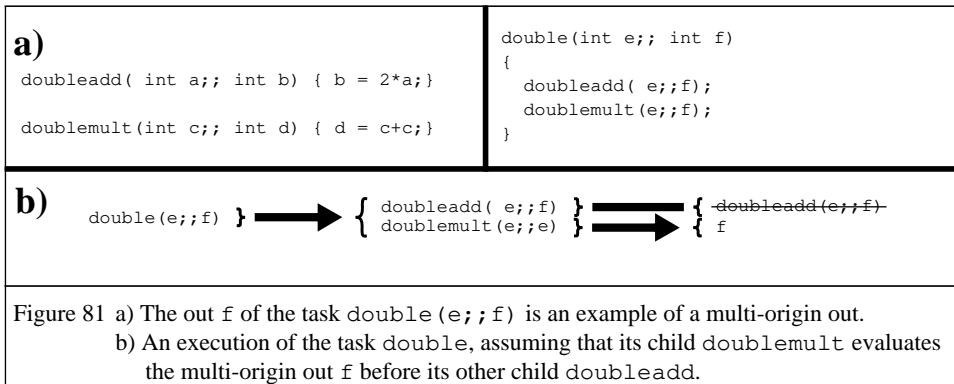 a)
doubleadd( int a;; int b) { b = 2*a;}
doublemult(int c;; int d) { d = c+c;}
double(int e;; int f)
{
doubleadd( e;;f);
doublemult(e;;f);
}
b)
double(e;;f) } { doubleadd( e;;f) } { doubleadd(e;;f)
{ doublemult(e;;e) } { f
Figure 81 a) The out f of the task double(e;;f) is an example of a multi-origin out.
b) An execution of the task double, assuming that its child doublemult evaluates
the multi-origin out f before its other child doubleadd.